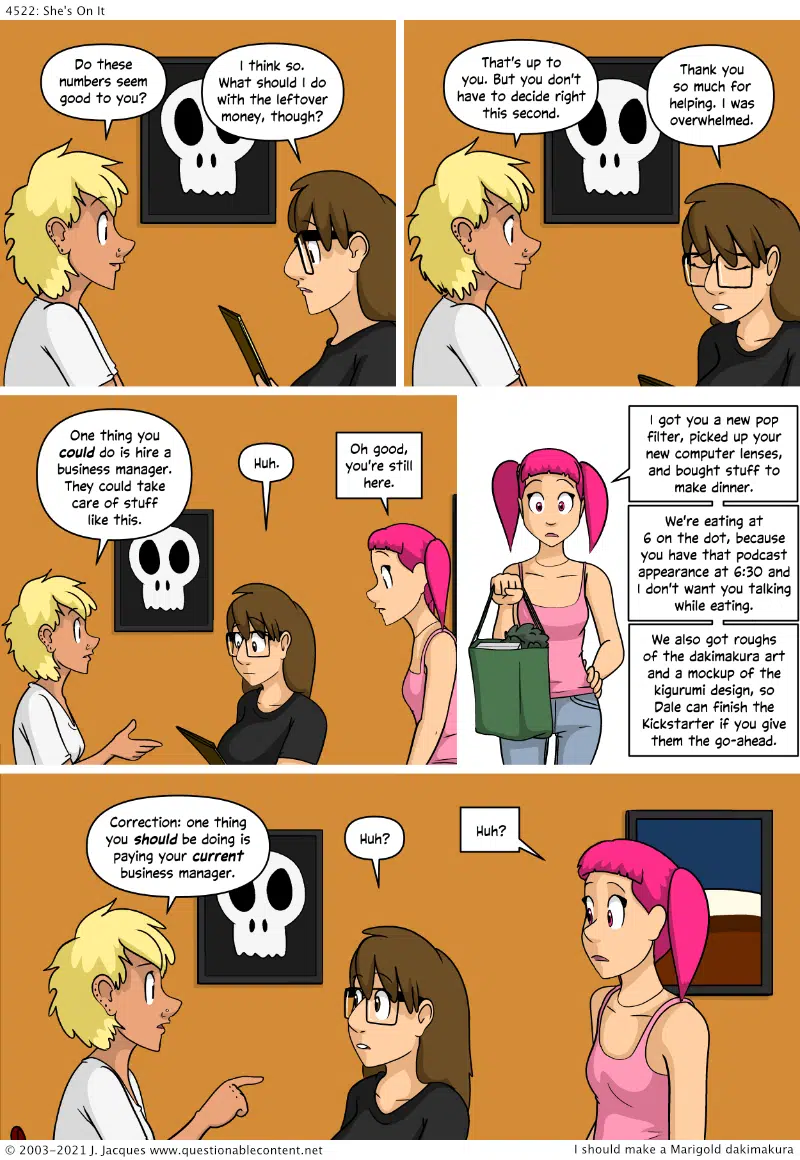 4522: She's On It
Do these
numbers seem
good to you?
I think so.
What should I do
with the leftover
money, though?
That's up to
you. But you don't
have to decide right
this second.
Thank you
so much for
helping. I was
overwhelmed.
One thing you
could do is hire a
business manager.
They could take
care of stuff
like this.
Huh.
Oh good,
you're still
here.
I got you a new pop
filter, picked up your
new computer lenses,
and bought stuff to
make dinner.
We're eating at
6 on the dot, because
you have that podcast
appearance at 6:30 and
I don't want you talking
while eating.
We also got roughs
of the dakimakura art
and a mockup of the
kigurumi design, so
Dale can finish the
Kickstarter if you give
them the go-ahead.
Correction: one thing
you should be doing is
paying your current
business manager.
Huh?
Huh?
© 2003-2021 J. Jacques www.questionablecontent.net
I should make a Marigold dakimakura